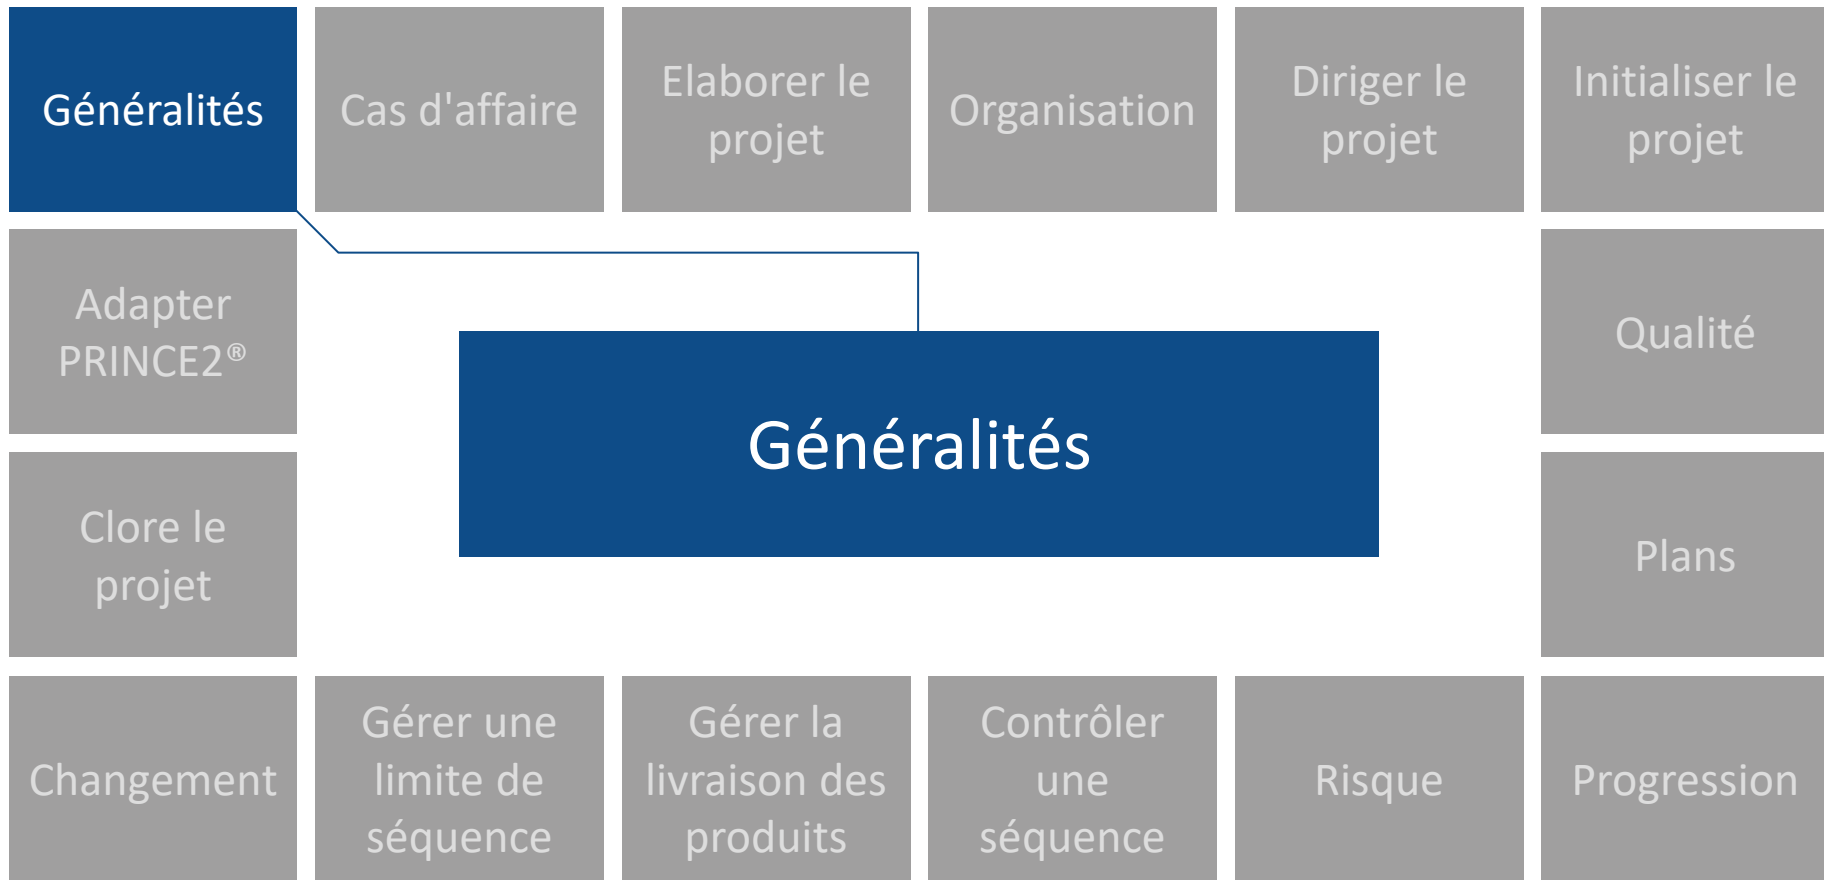 Généralités
Cas d'affaire
Elaborer le
projet
Organisation
Diriger le
projet
Initialiser le
projet
Adapter
PRINCE2®
Qualité
Généralités
Clore le
projet
Plans
Changement
Gérer une
limite de
séquence
Gérer la
livraison des
produits
Contrôler
une
séquence
Risque
Progression